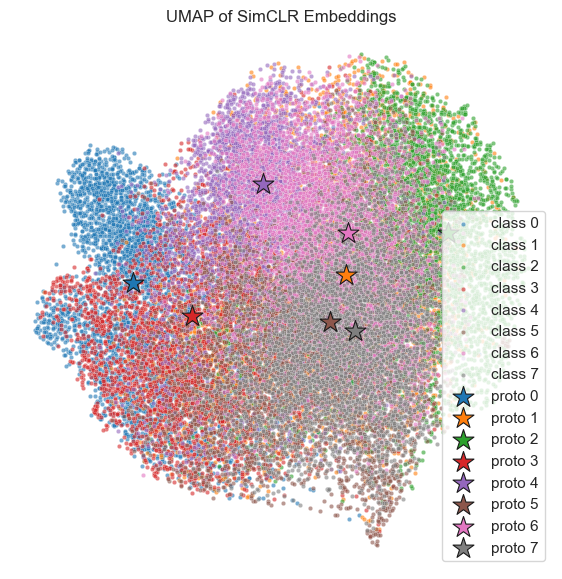 UMAP of SimCLR Embeddings
class 0
class 1
class 2
class 3
class 4
class 5
class 6
class 7
proto 0
proto 1
proto 2
proto 3
proto 4
proto 5
proto 6
proto 7